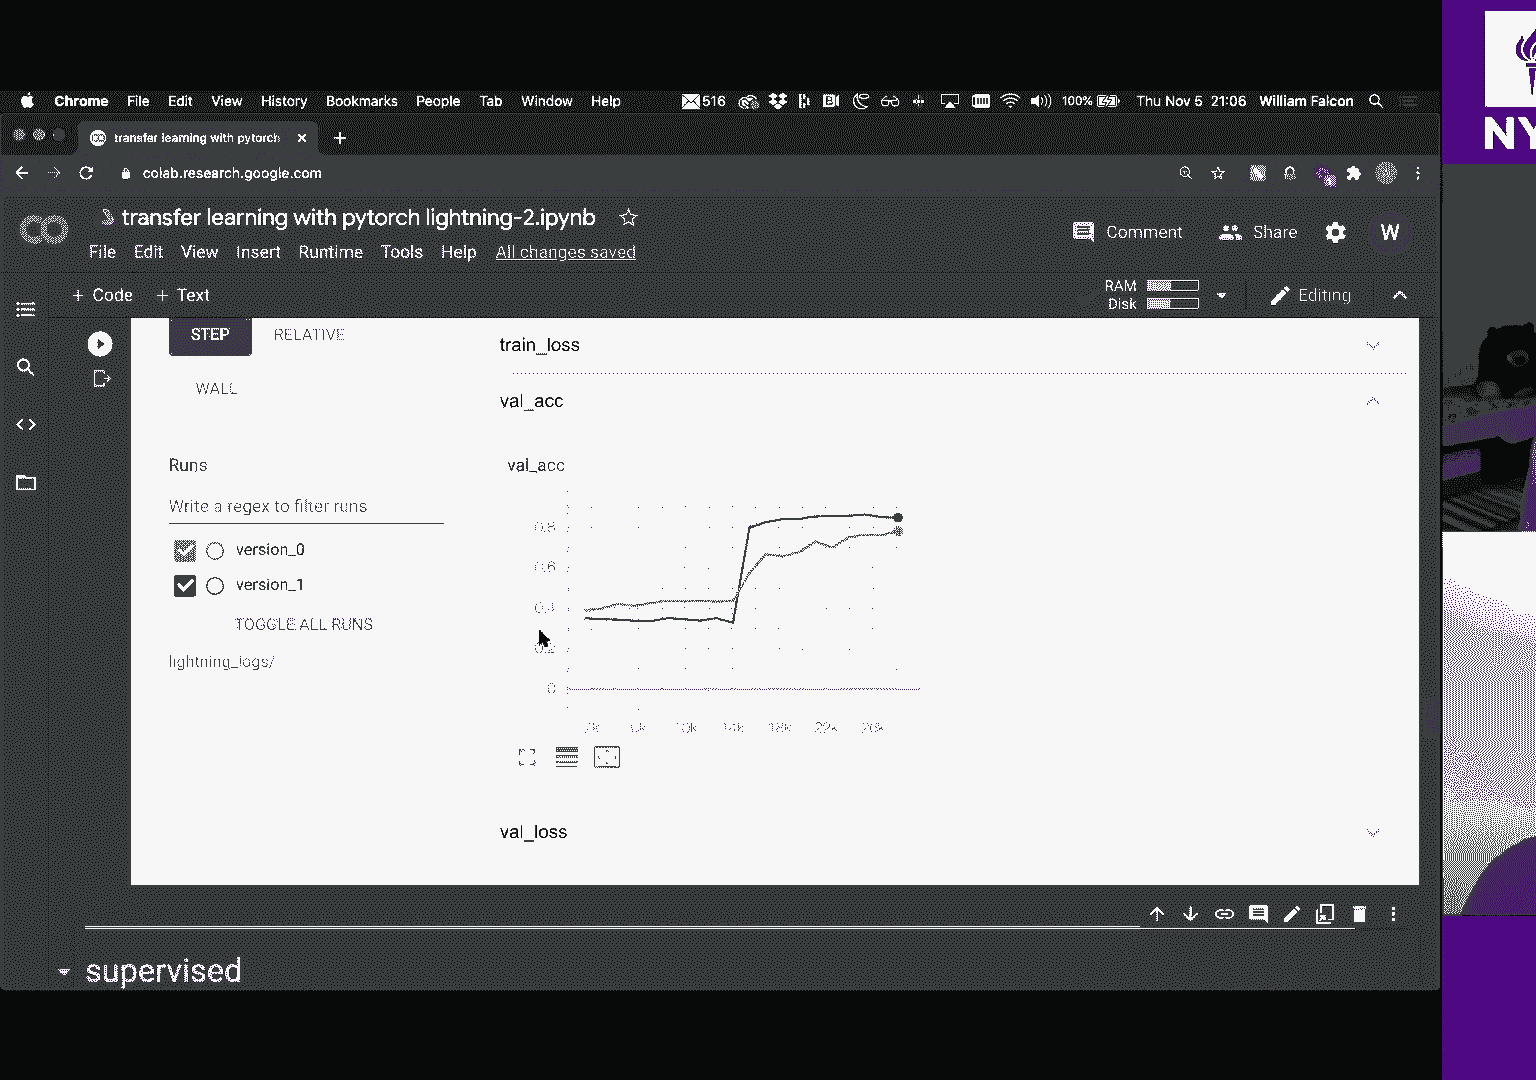 Chrome File Edit View History Bookmarks People Tab Window Help 516 100% Thu Nov 5 21:06 William Falcon
transfer learning with pytorch
colab.research.google.com
transfer learning with pytorch lightning-2.ipynb
File Edit View Insert Runtime Tools Help All changes saved
Comment Share W
+ Code + Text
RAM
Disk
Editing
STEP RELATIVE
WALL
train_loss
val_acc
Runs
Write a regex to filter runs
version_0
version_1
TOGGLE ALL RUNS
lightning_logs/
val_acc
0.8
0.6
0.4
0.2
0
10k 14k 18k 22k 26k
val_loss
supervised
NY